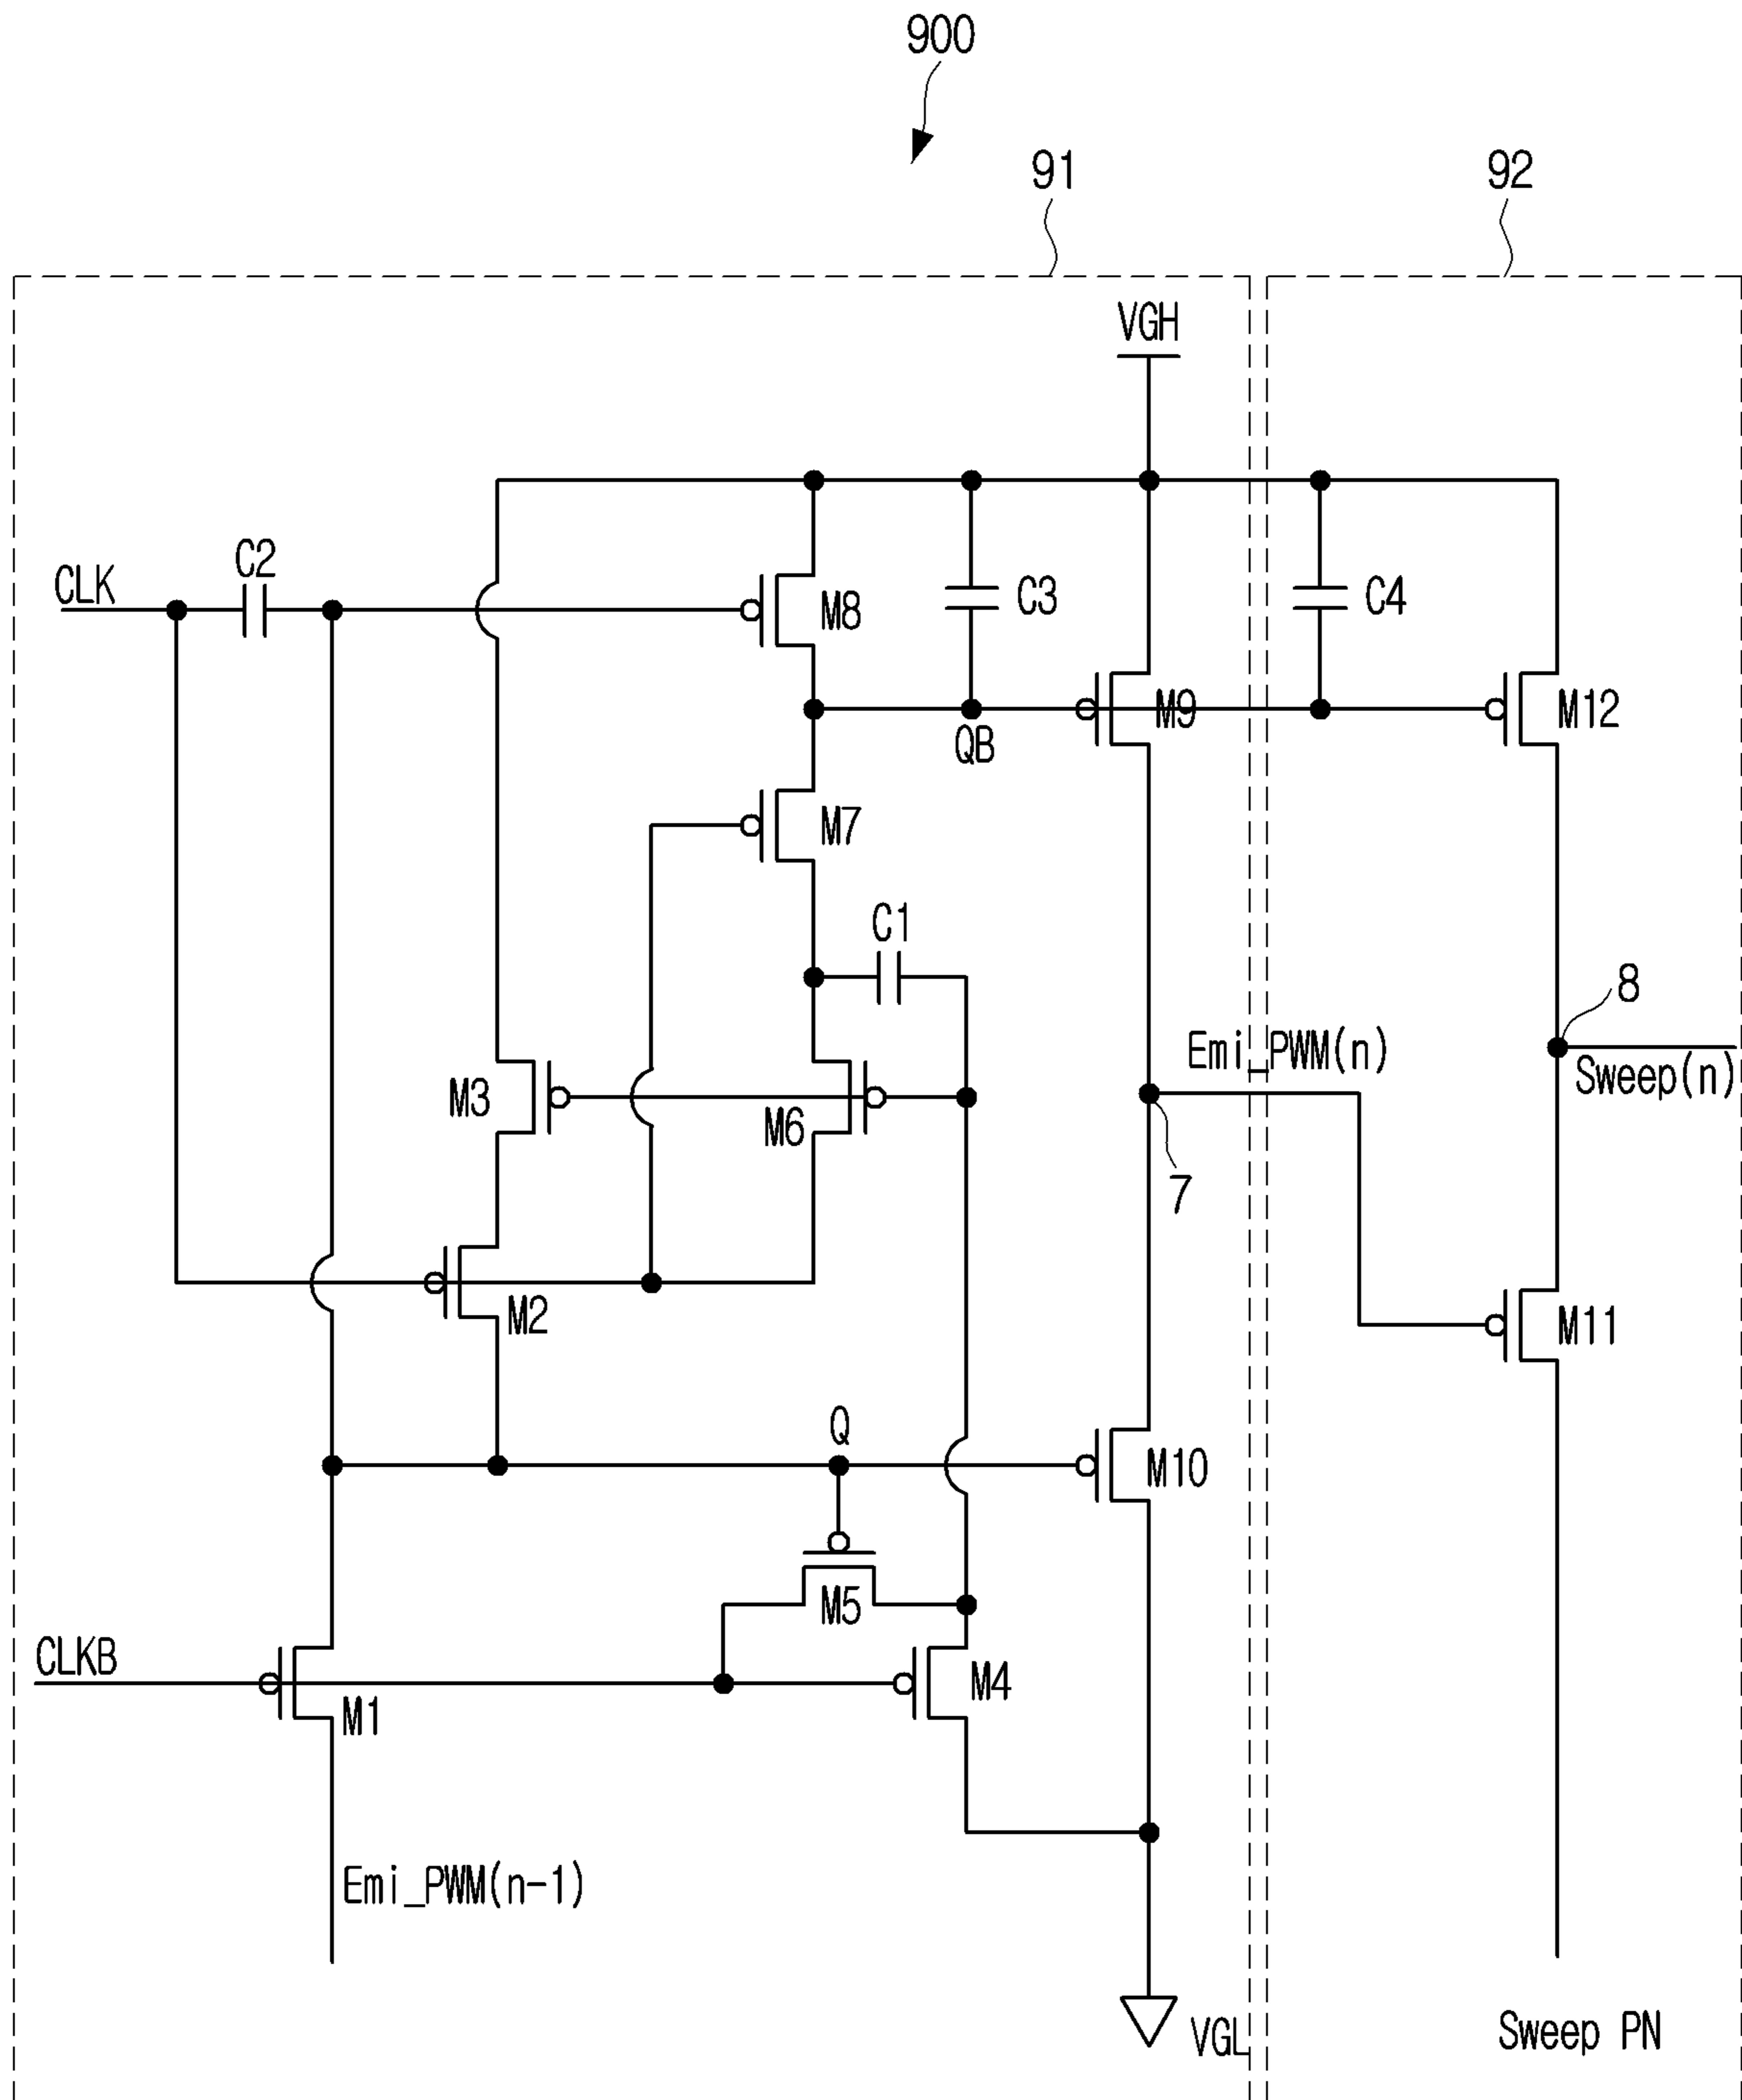 900
91
92
VGH
CLK
C2
M8
C3
C4
M9
M12
QB
M7
C1
8
Emi_PWM(n)
Sweep(n)
M3
M6
7
M2
M11
Q
M10
M5
CLKB
M4
M1
Emi_PWM(n-1)
VGL
Sweep PN